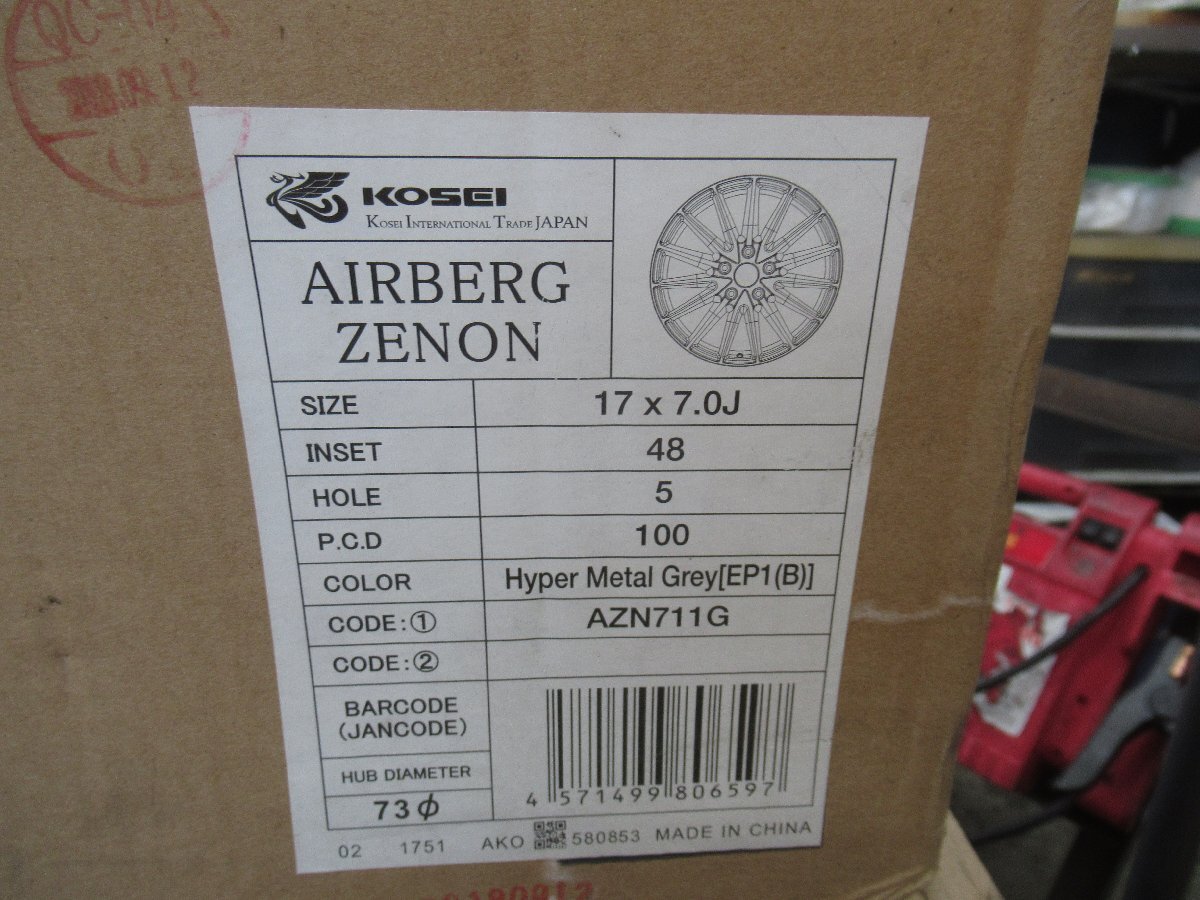 QC-04
KOSEI
KOSEI INTERNATIONAL TRADE JAPAN
AIRBERG
ZENON
SIZE 17 x 7.0J
INSET 48
HOLE 5
P.C.D 100
COLOR Hyper Metal Grey[EP1(B)]
CODE:① AZN711G
CODE:②
BARCODE
(JANCODE)
4 571499 806597
HUB DIAMETER
73φ
02 1751 AKO 580853 MADE IN CHINA